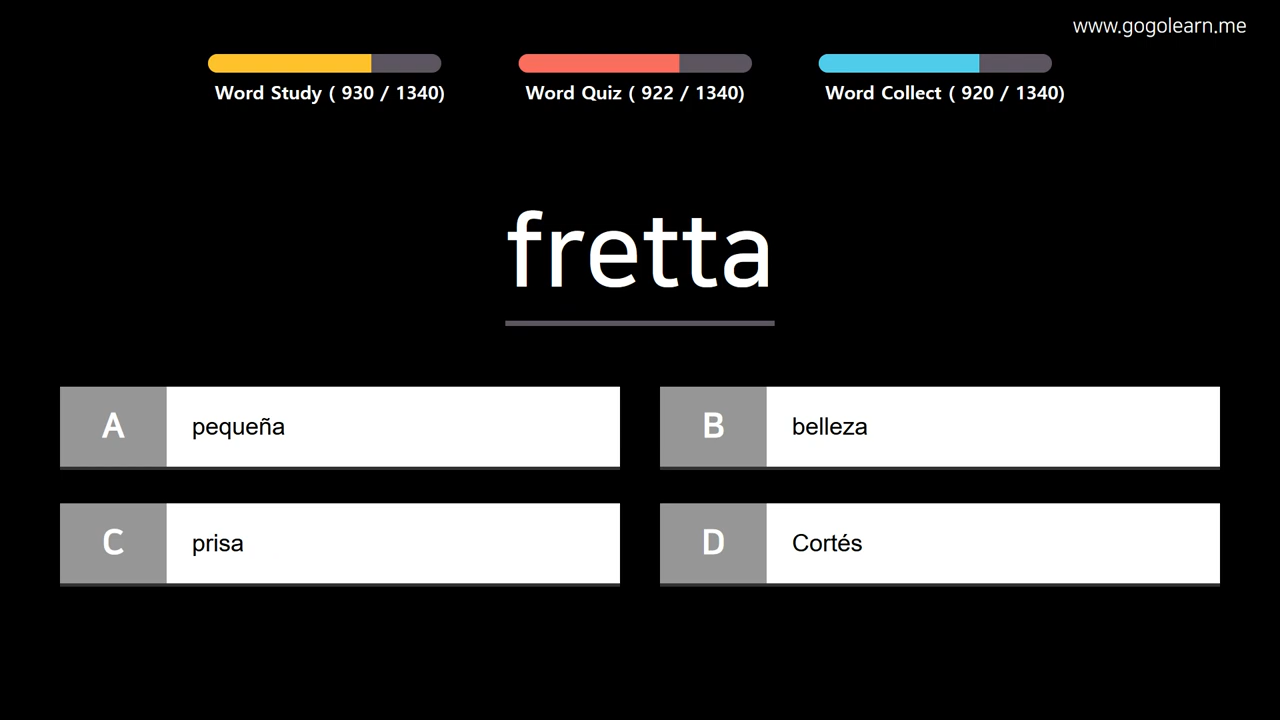 www.gogolearn.me
Word Study ( 930 / 1340)
Word Quiz ( 922 / 1340)
Word Collect ( 920 / 1340)
fretta
A pequeña
B belleza
C prisa
D Cortés